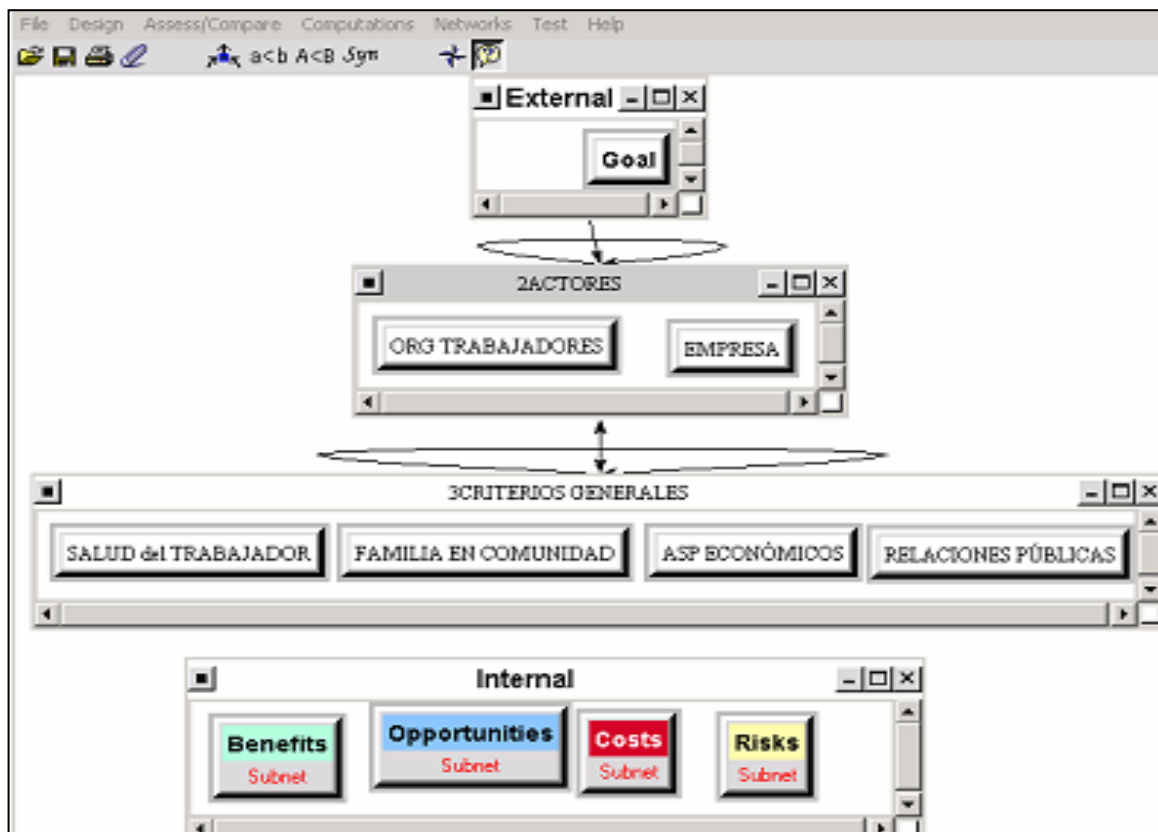 File Design Assess/Compare Computations Networks Test Help
a<b A<B Syn
External
Goal
2ACTORES
ORG TRABAJADORES EMPRESA
3CRITERIOS GENERALES
SALUD del TRABAJADOR FAMILIA EN COMUNIDAD ASP ECONÓMICOS RELACIONES PÚBLICAS
Internal
Benefits Opportunities Costs Risks
Subnet Subnet Subnet Subnet